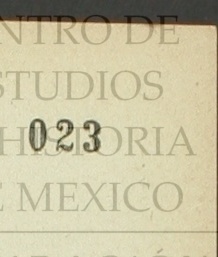 NTRO DE
STUDIOS
023
HISTORIA
E MEXICO